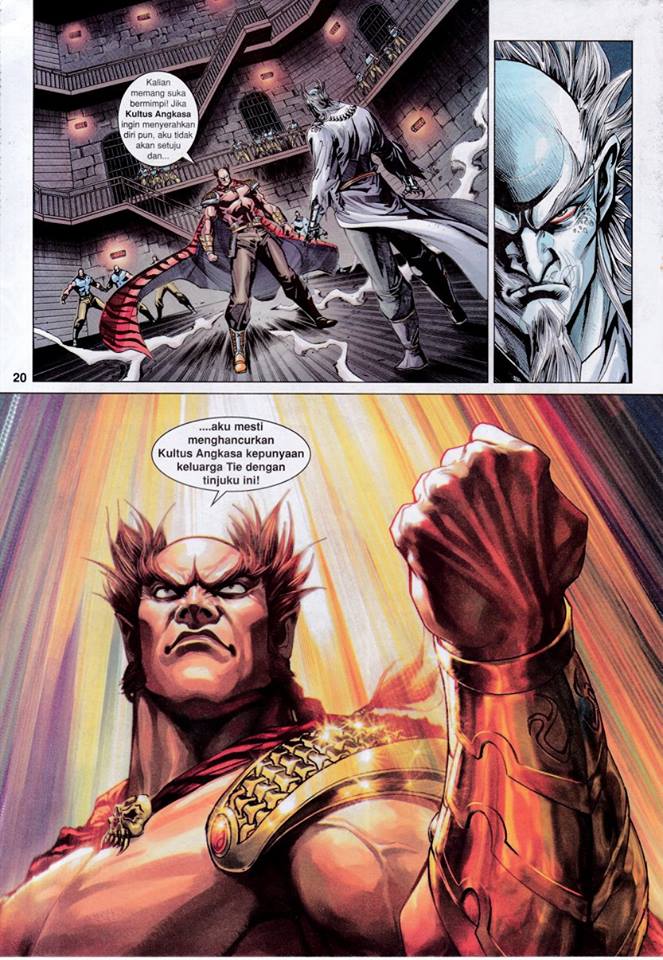 Kalian
memang suka
bermimpi! Jika
Kultus Angkasa
ingin menyerahkan
diri pun, aku tidak
akan setuju
dan...
20
....aku mesti
menghancurkan
Kultus Angkasa kepunyaan
keluarga Tie dengan
tinjuku ini!